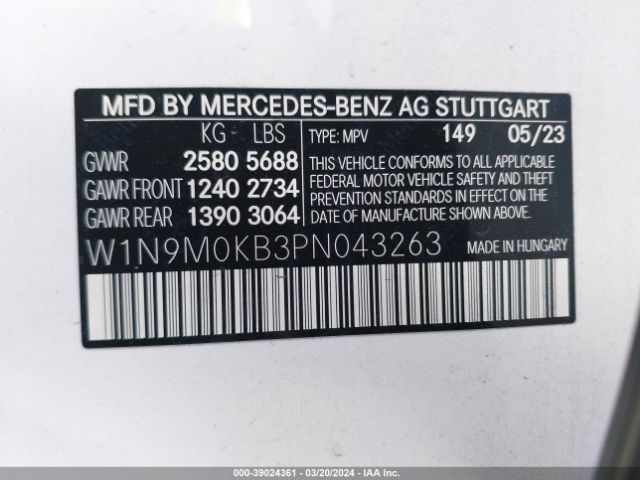 MFD BY MERCEDES-BENZ AG STUTTGART
KG LBS
GVWR 2580 5688
GAWR FRONT 1240 2734
GAWR REAR 1390 3064
TYPE: MPV 149 05/23
THIS VEHICLE CONFORMS TO ALL APPLICABLE
FEDERAL MOTOR VEHICLE SAFETY AND THEFT
PREVENTION STANDARDS IN EFFECT ON THE
DATE OF MANUFACTURE SHOWN ABOVE.
W1N9M0KB3PN043263 MADE IN HUNGARY
000-39024361 - 03/20/2024 - IAAI.COM